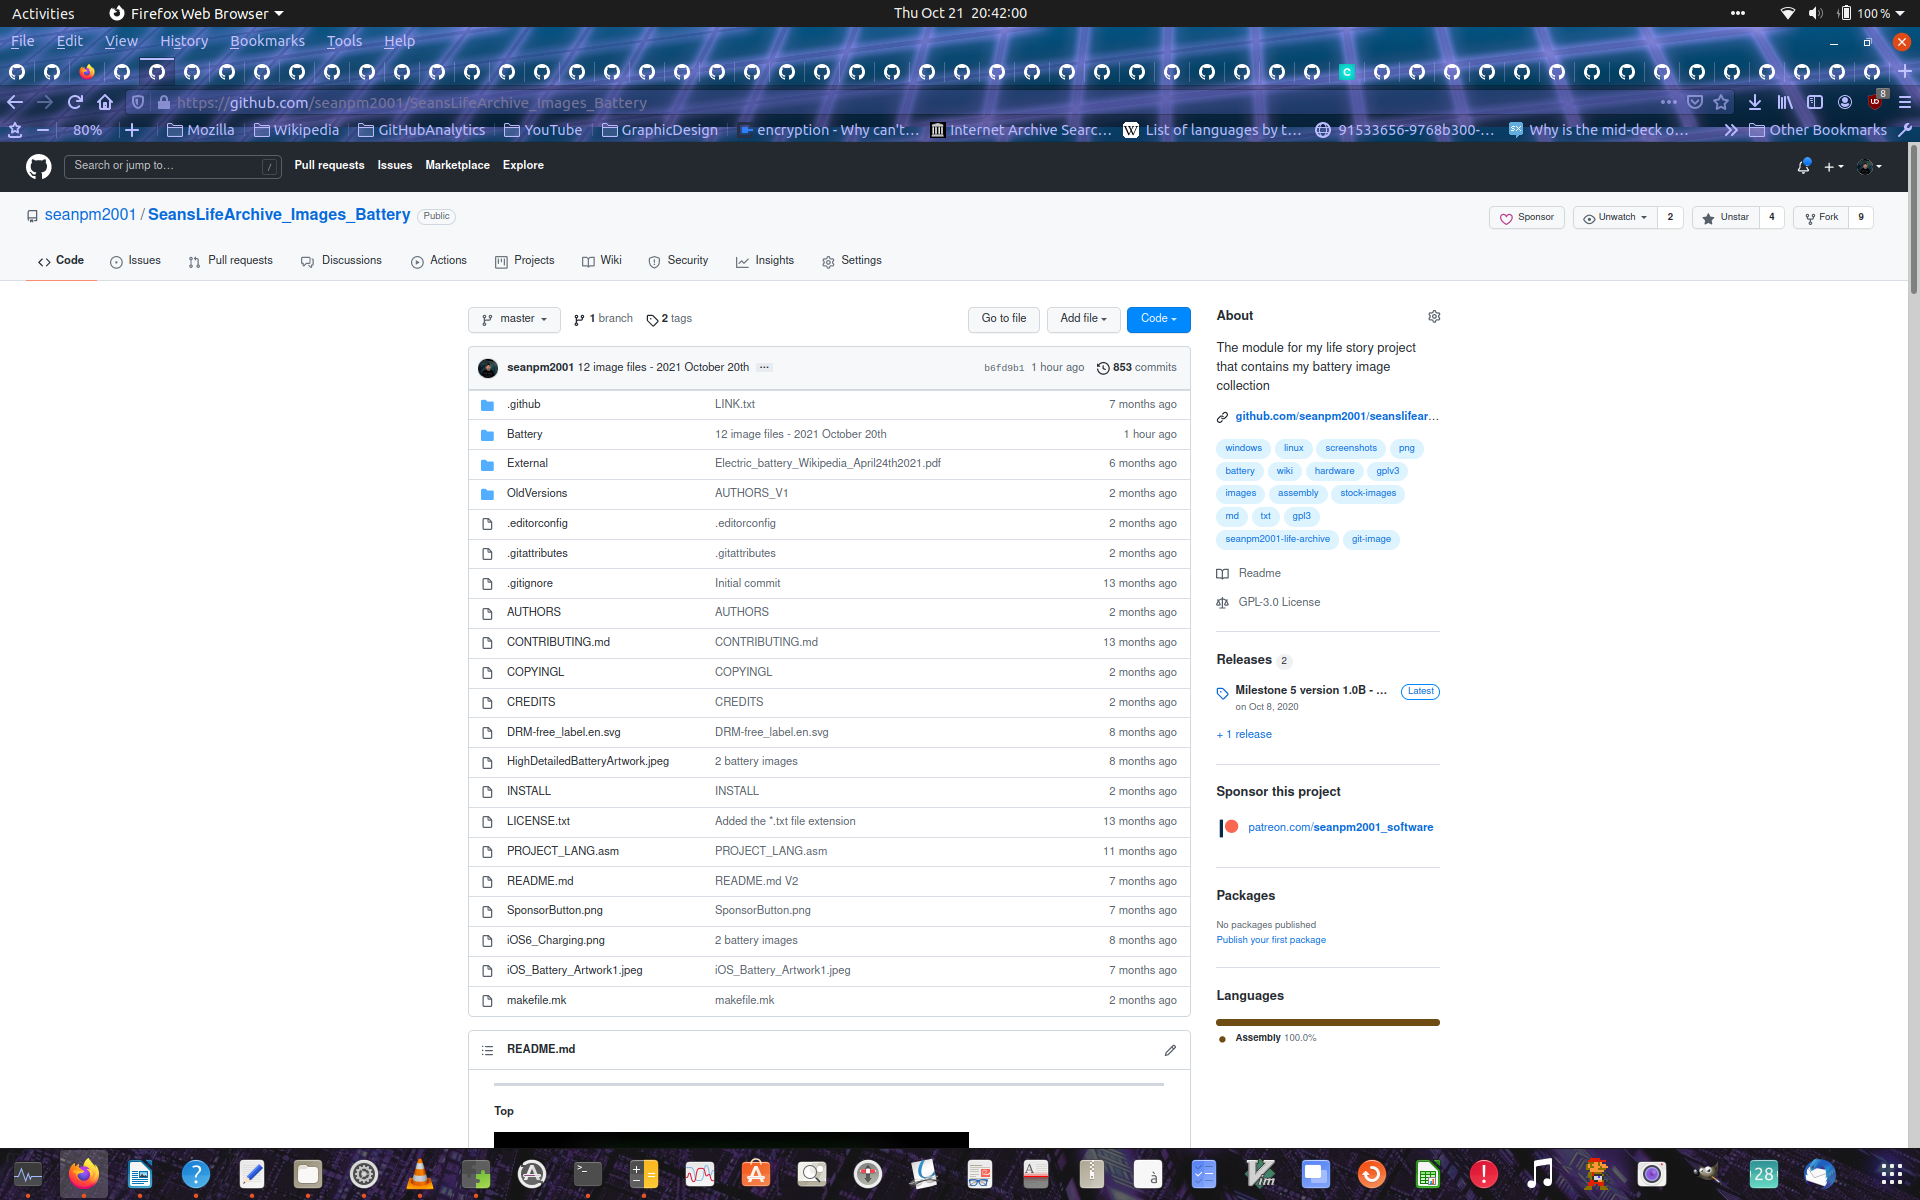 Activities Firefox Web Browser Thu Oct 21 20:42:00 100 %
File Edit View History Bookmarks Tools Help
https://github.com/seanpm2001/SeansLifeArchive_Images_Battery 8
80% Mozilla Wikipedia GitHubAnalytics YouTube GraphicDesign encryption - Why can't… Internet Archive Searc… List of languages by t… 91533656-9768b300-… Why is the mid-deck o… Other Bookmarks
Search or jump to… / Pull requests Issues Marketplace Explore
seanpm2001 / SeansLifeArchive_Images_Battery Public Sponsor Unwatch 2 Unstar 4 Fork 9
Code Issues Pull requests Discussions Actions Projects Wiki Security Insights Settings
master 1 branch 2 tags Go to file Add file Code
seanpm2001 12 image files - 2021 October 20th ··· b6fd9b1 1 hour ago 853 commits
.github LINK.txt 7 months ago
Battery 12 image files - 2021 October 20th 1 hour ago
External Electric_battery_Wikipedia_April24th2021.pdf 6 months ago
OldVersions AUTHORS_V1 2 months ago
.editorconfig .editorconfig 2 months ago
.gitattributes .gitattributes 2 months ago
.gitignore Initial commit 13 months ago
AUTHORS AUTHORS 2 months ago
CONTRIBUTING.md CONTRIBUTING.md 13 months ago
COPYINGL COPYINGL 2 months ago
CREDITS CREDITS 2 months ago
DRM-free_label.en.svg DRM-free_label.en.svg 8 months ago
HighDetailedBatteryArtwork.jpeg 2 battery images 8 months ago
INSTALL INSTALL 2 months ago
LICENSE.txt Added the *.txt file extension 13 months ago
PROJECT_LANG.asm PROJECT_LANG.asm 11 months ago
README.md README.md V2 7 months ago
SponsorButton.png SponsorButton.png 7 months ago
iOS6_Charging.png 2 battery images 8 months ago
iOS_Battery_Artwork1.jpeg iOS_Battery_Artwork1.jpeg 7 months ago
makefile.mk makefile.mk 2 months ago
README.md
Top
About
The module for my life story project
that contains my battery image
collection
github.com/seanpm2001/seanslifear…
windows linux screenshots png
battery wiki hardware gplv3
images assembly stock-images
md txt gpl3
seanpm2001-life-archive git-image
Readme
GPL-3.0 License
Releases 2
Milestone 5 version 1.0B - … Latest
on Oct 8, 2020
+ 1 release
Sponsor this project
patreon.com/seanpm2001_software
Packages
No packages published
Publish your first package
Languages
Assembly 100.0%
28